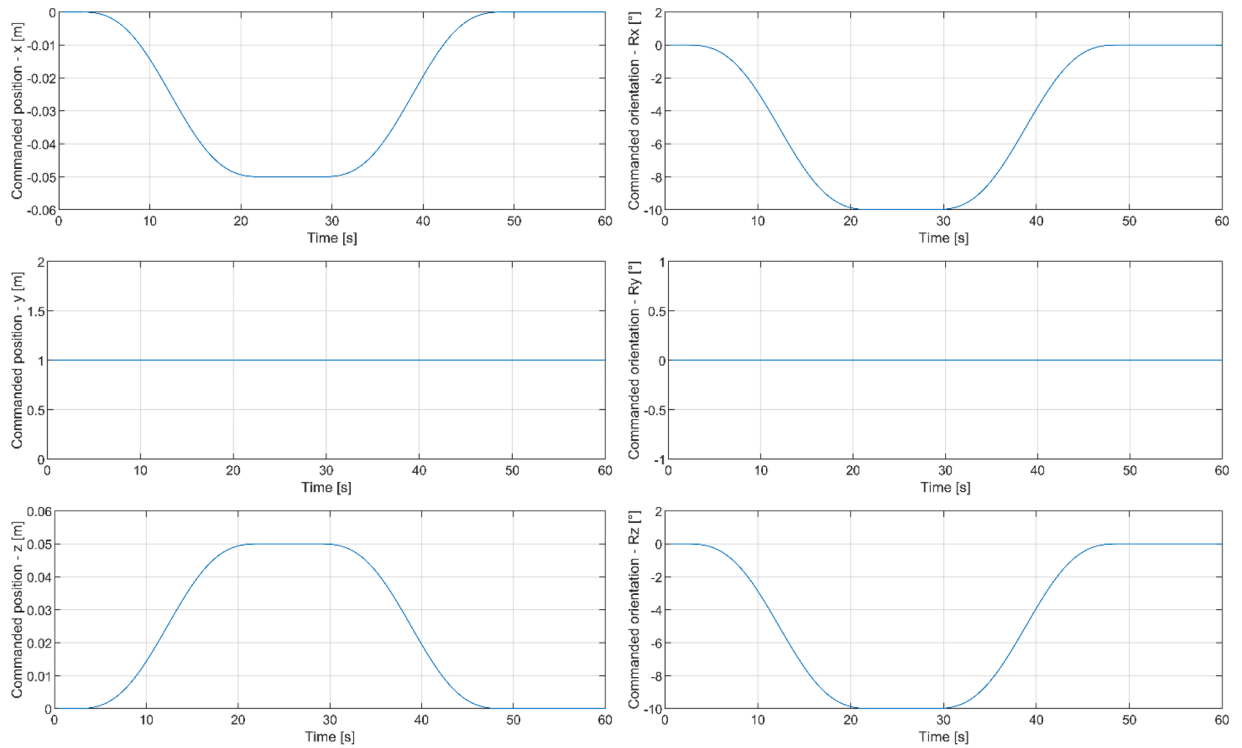 Commanded position - x [m]
0
-0.01
-0.02
-0.03
-0.04
-0.05
-0.06
0 10 20 30 40 50 60
Time [s]
Commanded orientation - Rx [°]
2
0
-2
-4
-6
-8
-10
0 10 20 30 40 50 60
Time [s]
Commanded position - y [m]
2
1.5
1
0.5
0
0 10 20 30 40 50 60
Time [s]
Commanded orientation - Ry [°]
1
0.5
0
-0.5
-1
0 10 20 30 40 50 60
Time [s]
Commanded position - z [m]
0.06
0.05
0.04
0.03
0.02
0.01
0
0 10 20 30 40 50 60
Time [s]
Commanded orientation - Rz [°]
2
0
-2
-4
-6
-8
-10
0 10 20 30 40 50 60
Time [s]